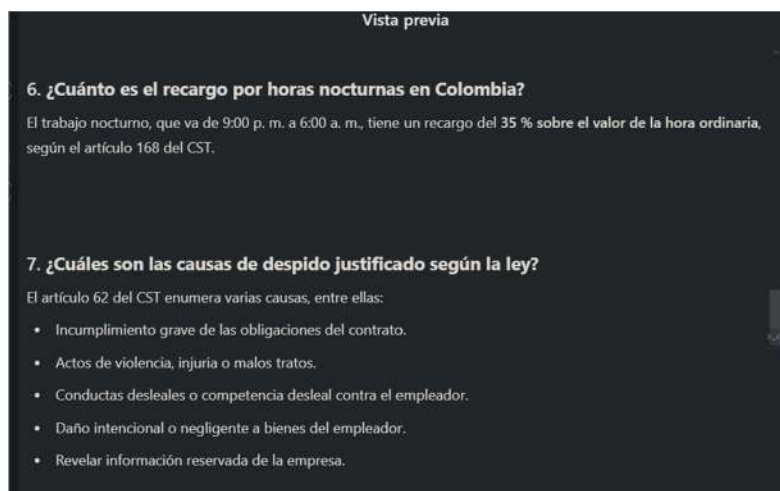 Vista previa
6. ¿Cuánto es el recargo por horas nocturnas en Colombia?
El trabajo nocturno, que va de 9:00 p. m. a 6:00 a. m., tiene un recargo del 35 % sobre el valor de la hora ordinaria,
según el artículo 168 del CST.
7. ¿Cuáles son las causas de despido justificado según la ley?
El artículo 62 del CST enumera varias causas, entre ellas:
• Incumplimiento grave de las obligaciones del contrato.
• Actos de violencia, injuria o malos tratos.
• Conductas desleales o competencia desleal contra el empleador.
• Daño intencional o negligente a bienes del empleador.
• Revelar información reservada de la empresa.